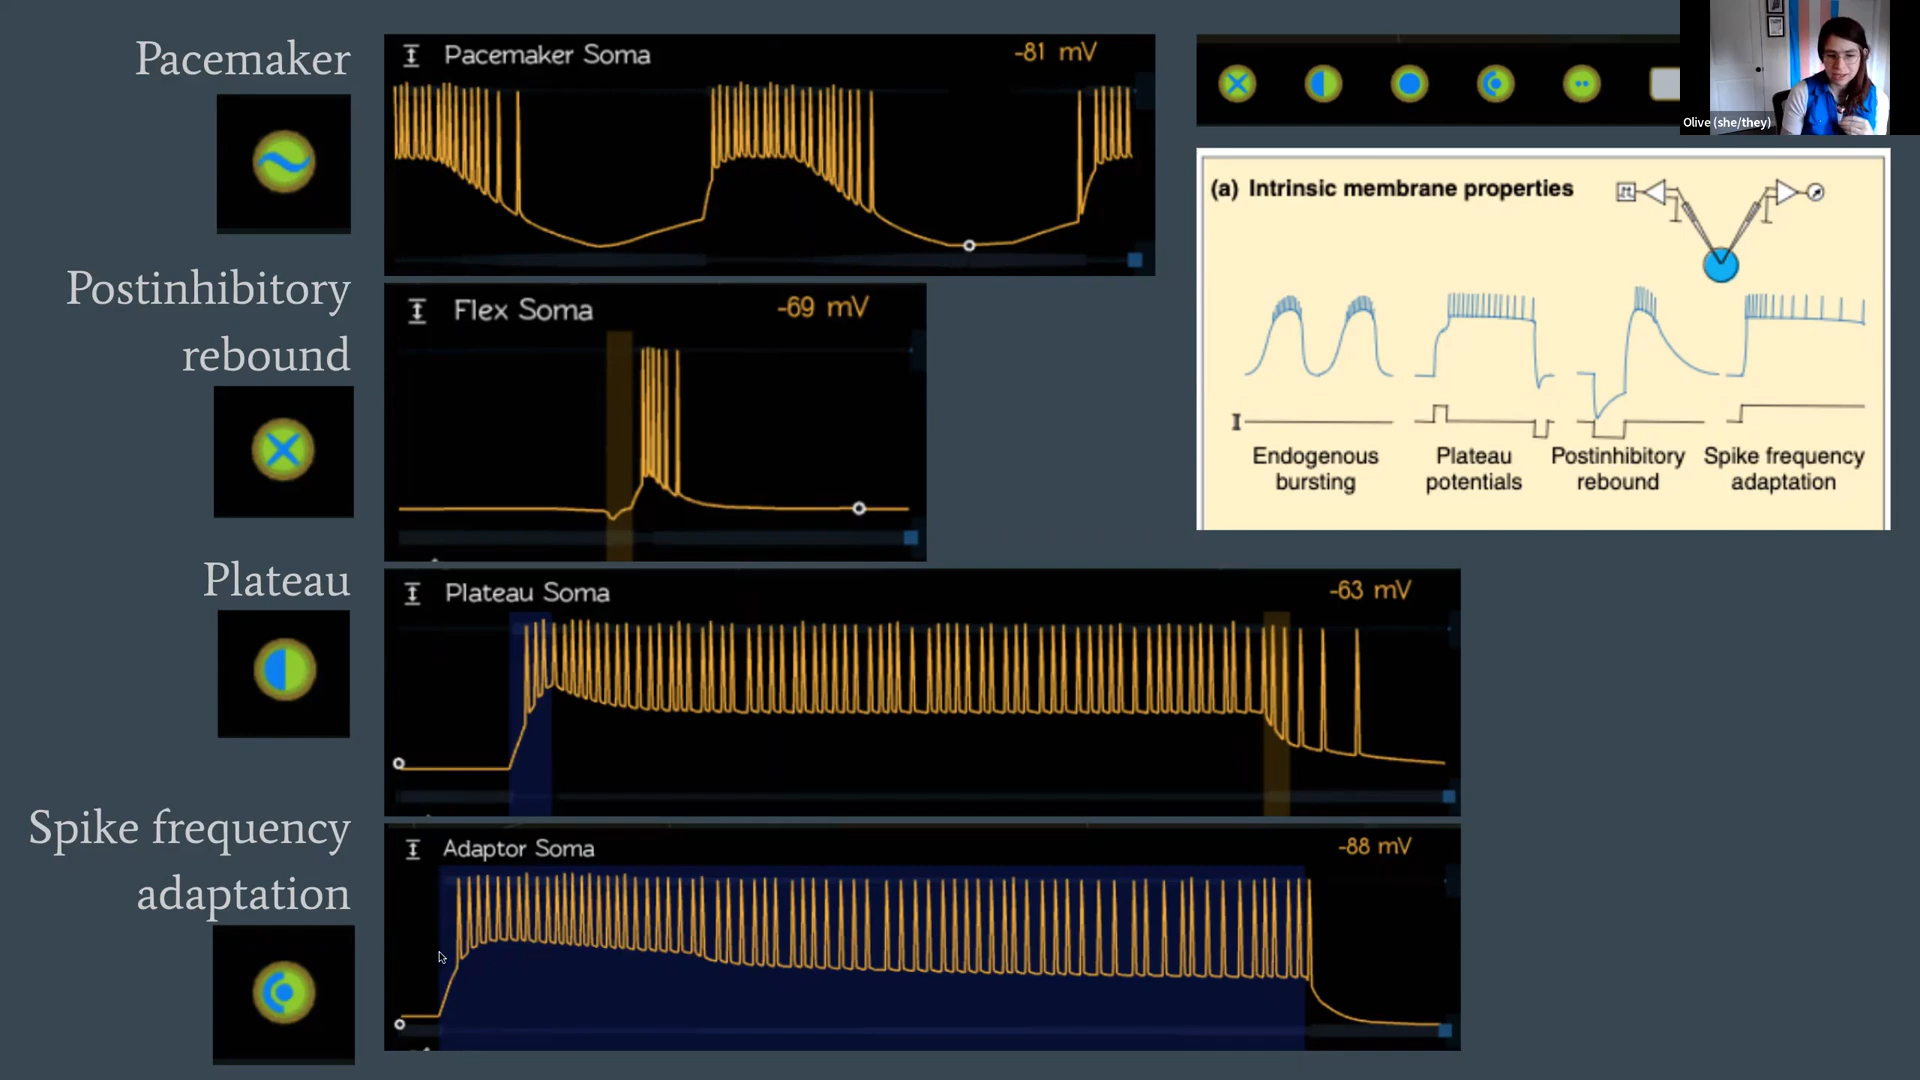 Pacemaker
Pacemaker Soma
-81 mV
Olive (she/they)
Postinhibitory
rebound
Flex Soma
-69 mV
(a) Intrinsic membrane properties
I
Endogenous
bursting
Plateau
potentials
Postinhibitory
rebound
Spike frequency
adaptation
Plateau
Plateau Soma
-63 mV
Spike frequency
adaptation
Adaptor Soma
-88 mV